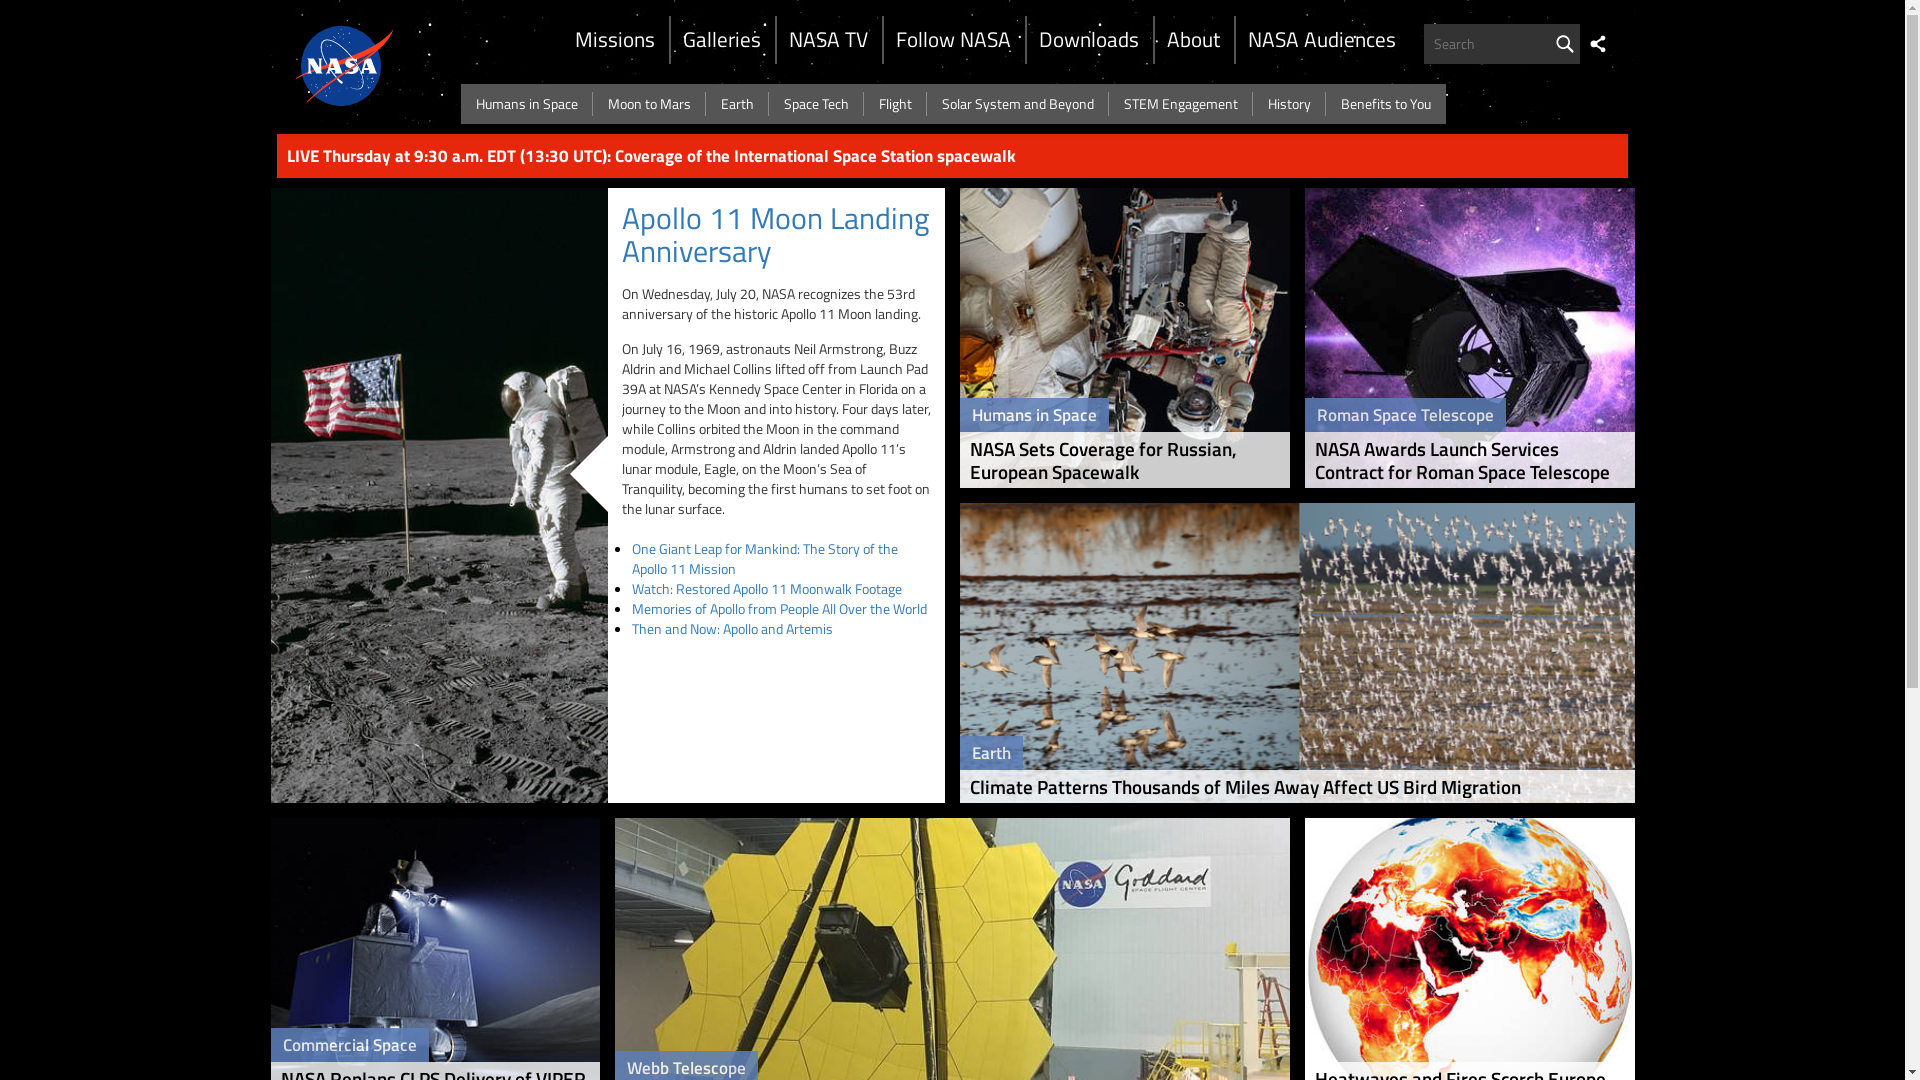 NASA
Missions
Galleries
NASA TV
Follow NASA
Downloads
About
NASA Audiences
Search
Humans in Space
Moon to Mars
Earth
Space Tech
Flight
Solar System and Beyond
STEM Engagement
History
Benefits to You
LIVE Thursday at 9:30 a.m. EDT (13:30 UTC): Coverage of the International Space Station spacewalk
Apollo 11 Moon Landing
Anniversary
On Wednesday, July 20, NASA recognizes the 53rd
anniversary of the historic Apollo 11 Moon landing.
On July 16, 1969, astronauts Neil Armstrong, Buzz
Aldrin and Michael Collins lifted off from Launch Pad
39A at NASA’s Kennedy Space Center in Florida on a
journey to the Moon and into history. Four days later,
while Collins orbited the Moon in the command
module, Armstrong and Aldrin landed Apollo 11’s
lunar module, Eagle, on the Moon’s Sea of
Tranquility, becoming the first humans to set foot on
the lunar surface.
One Giant Leap for Mankind: The Story of the
Apollo 11 Mission
Watch: Restored Apollo 11 Moonwalk Footage
Memories of Apollo from People All Over the World
Then and Now: Apollo and Artemis
Humans in Space
NASA Sets Coverage for Russian,
European Spacewalk
Roman Space Telescope
NASA Awards Launch Services
Contract for Roman Space Telescope
Earth
Climate Patterns Thousands of Miles Away Affect US Bird Migration
Commercial Space
NASA Replans CLPS Delivery of VIPER
NASA
Goddard
SPACE FLIGHT CENTER
Webb Telescope
Heatwaves and Fires Scorch Europe,